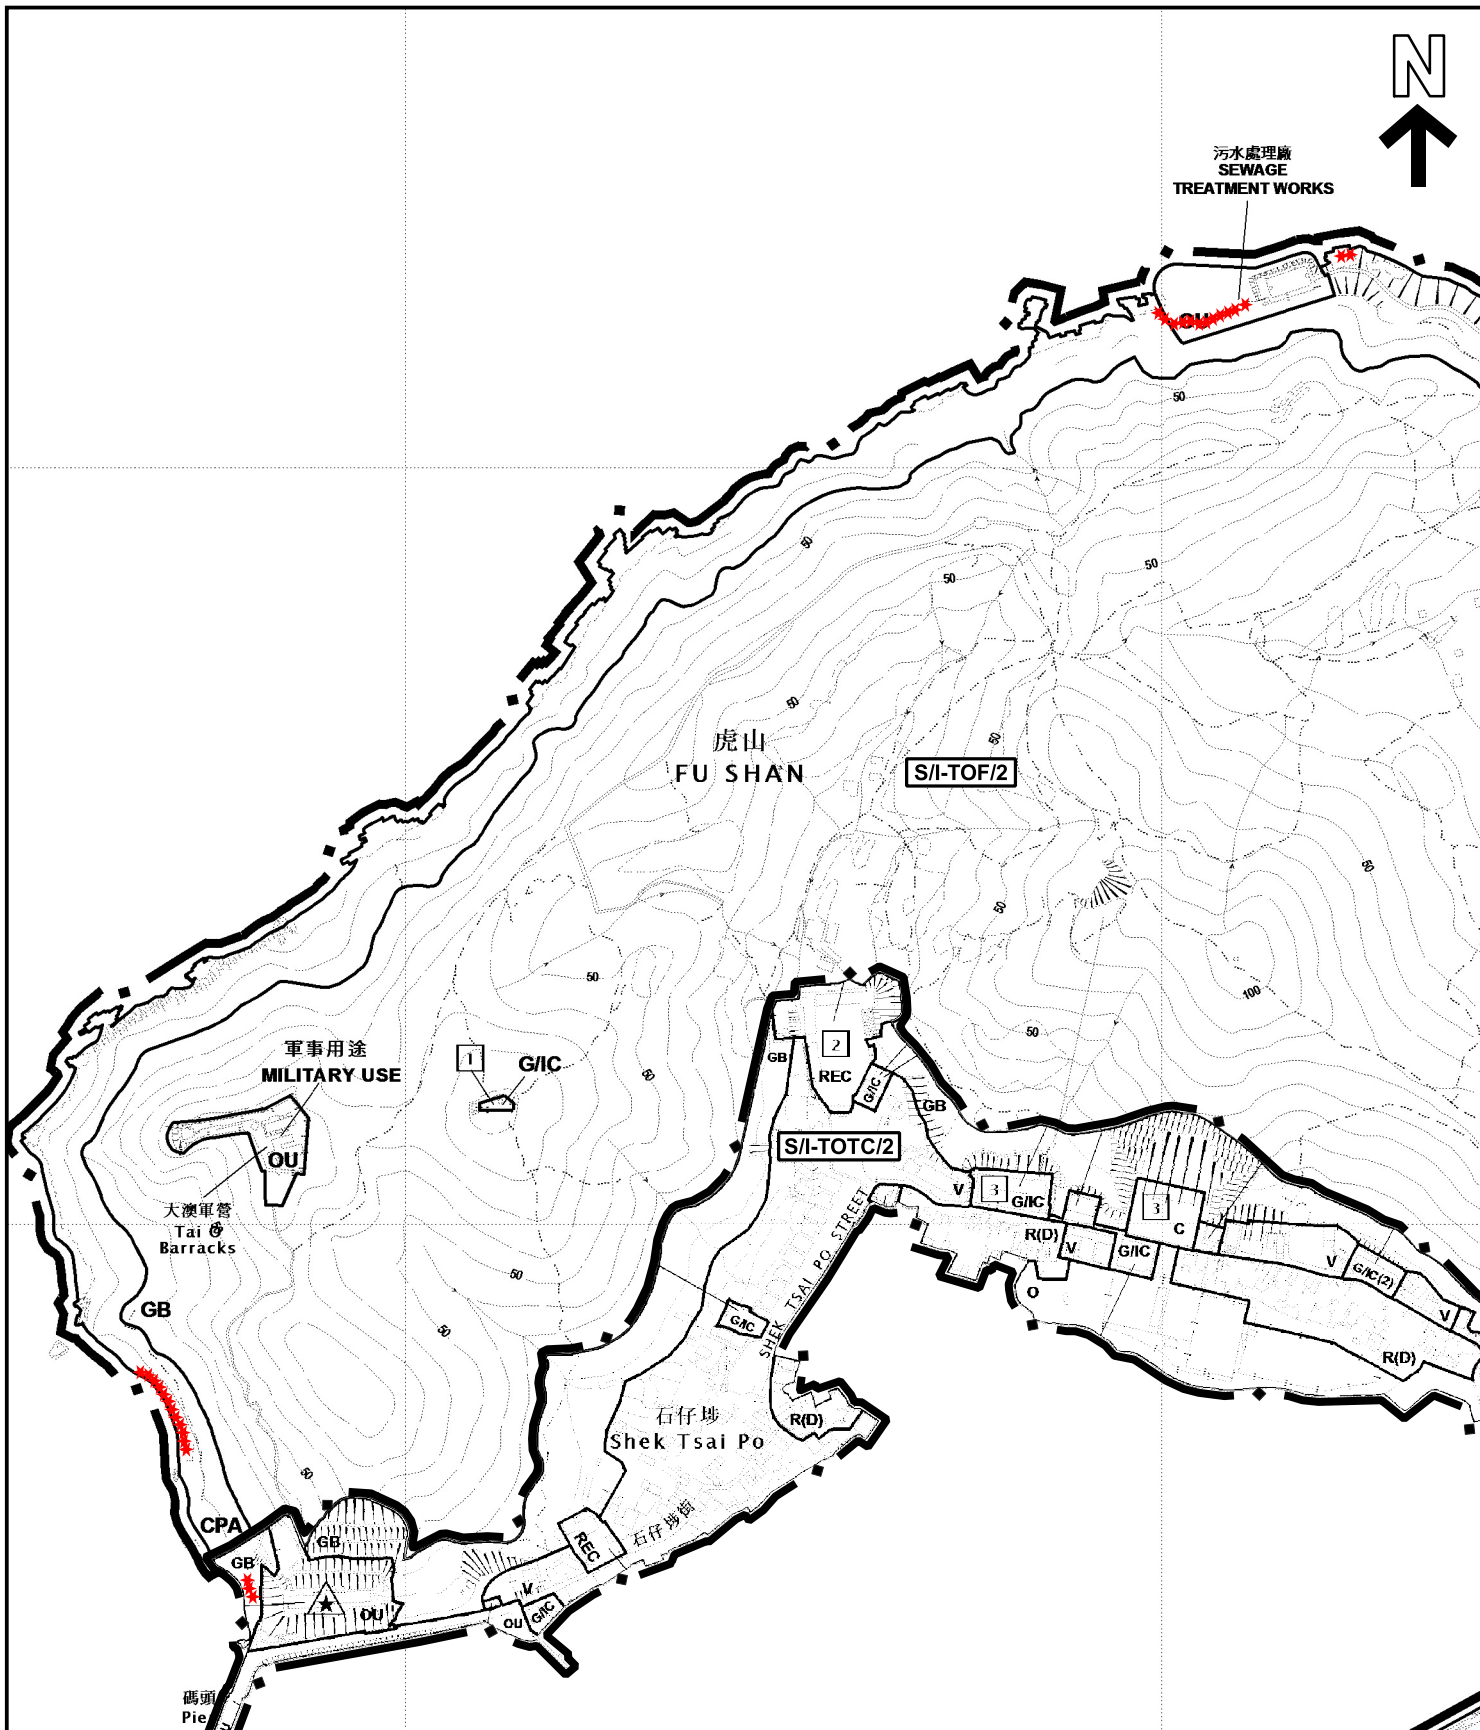 N
污水處理廠
SEWAGE
TREATMENT WORKS
OU
50
50
50
50
50
虎山
FU SHAN
50
S/I-TOF/2
50
50
50
100
50
軍事用途
MILITARY USE
1
G/IC
50
2
REC
GB
G/IC
GB
50
OU
S/I-TOTC/2
大澳軍營
Tai O
Barracks
V
3
G/IC
3
C
R(D)
V
G/IC
V
G/IC(2)
V
O
R(D)
SHEK TSAI PO STREET
50
GB
50
G/IC
石仔埗
Shek Tsai Po
R(D)
50
CPA
GB
GB
REC
石仔埗街
V
OU
OU
G/IC
碼頭
Pie